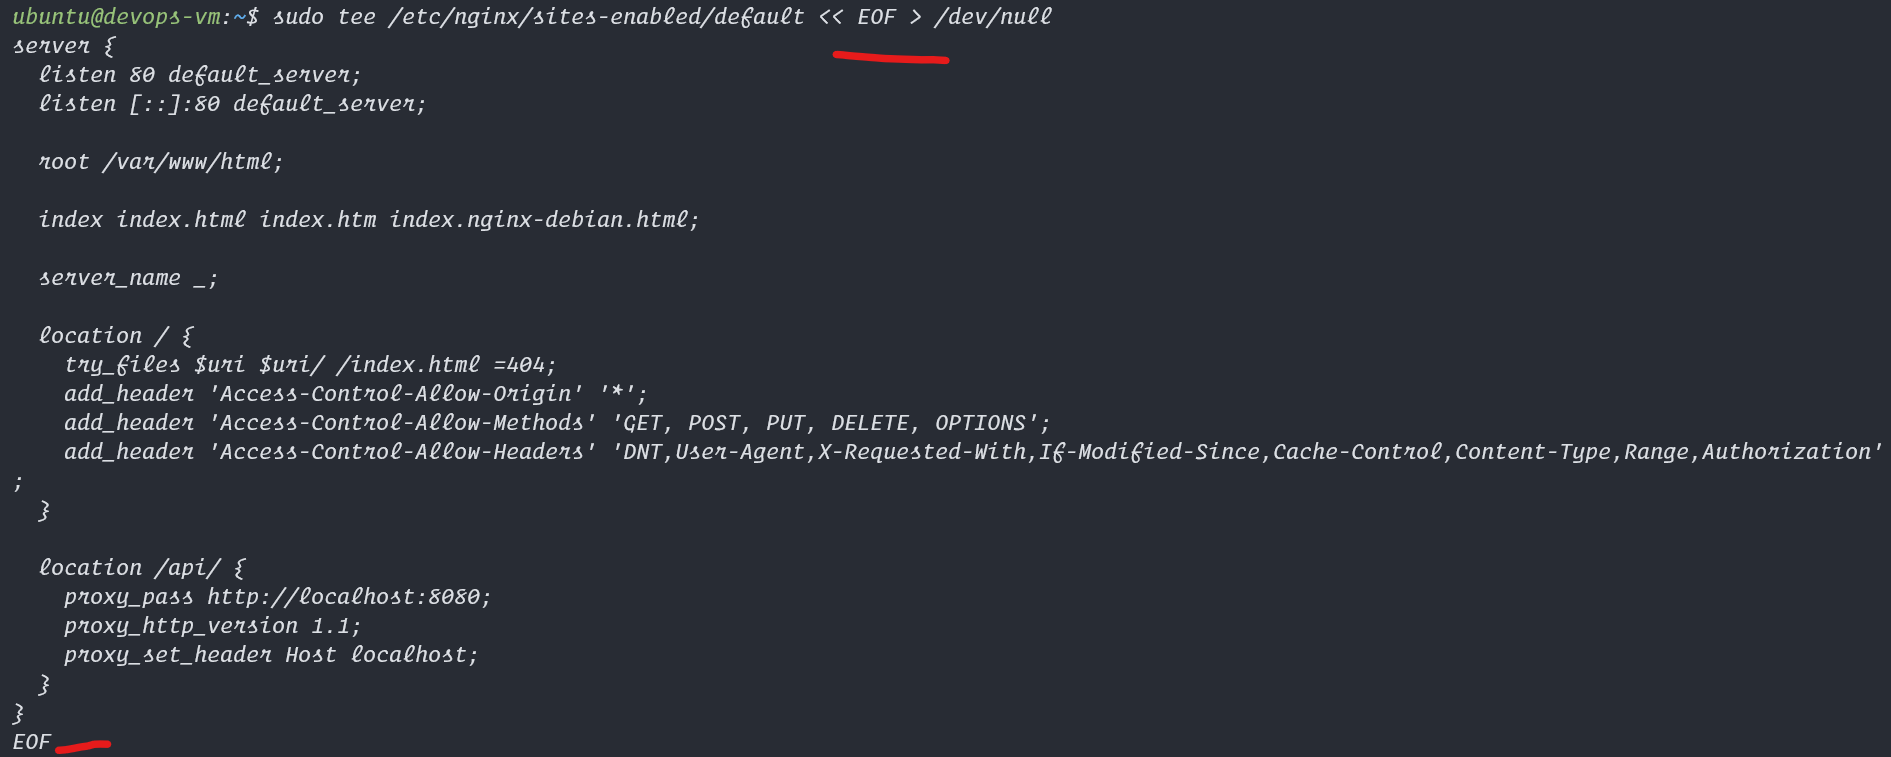 ubuntu@devops-vm:~$ sudo tee /etc/nginx/sites-enabled/default << EOF > /dev/null
server {
  listen 80 default_server;
  listen [::]:80 default_server;

  root /var/www/html;

  index index.html index.htm index.nginx-debian.html;

  server_name _;

  location / {
    try_files $uri $uri/ /index.html =404;
    add_header 'Access-Control-Allow-Origin' '*';
    add_header 'Access-Control-Allow-Methods' 'GET, POST, PUT, DELETE, OPTIONS';
    add_header 'Access-Control-Allow-Headers' 'DNT,User-Agent,X-Requested-With,If-Modified-Since,Cache-Control,Content-Type,Range,Authorization'
;
  }

  location /api/ {
    proxy_pass http://localhost:8080;
    proxy_http_version 1.1;
    proxy_set_header Host localhost;
  }
}
EOF